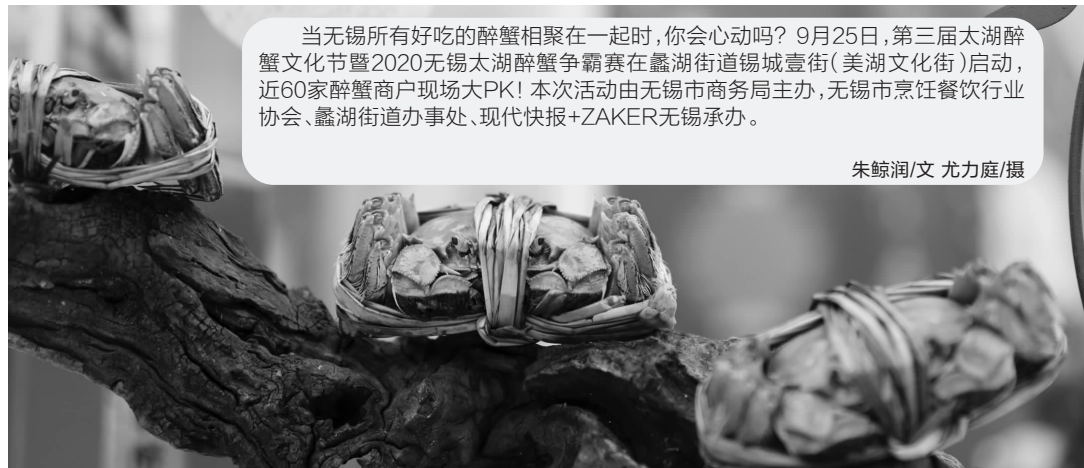 当无锡所有好吃的醉蟹相聚在一起时,你会心动吗?9月25日,第三届太湖醉
蟹文化节暨2020无锡太湖醉蟹争霸赛在蠡湖街道锡城壹街(美湖文化街)启动,
近60家醉蟹商户现场大PK!本次活动由无锡市商务局主办,无锡市烹饪餐饮行业
协会、蠡湖街道办事处、现代快报+ZAKER无锡承办。
朱鲸润/文 尤力庭/摄